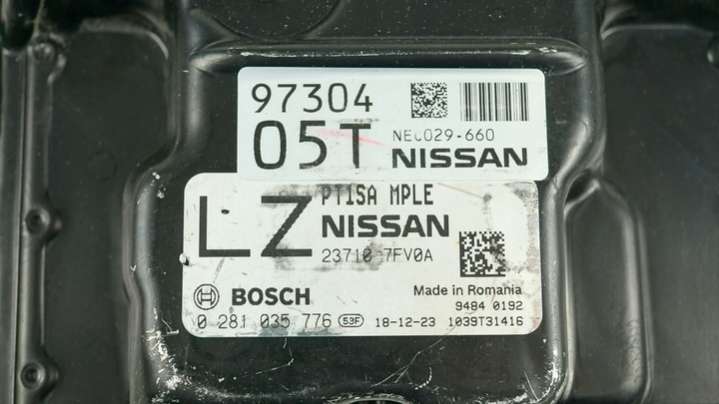 97304
05T
NEC029-660
NISSAN
LZ
PT1SA MPLE
NISSAN
23710 7FV0A
BOSCH
Made in Romania
9484 0192
0 281 035 776 53F 18-12-23 1039T31416